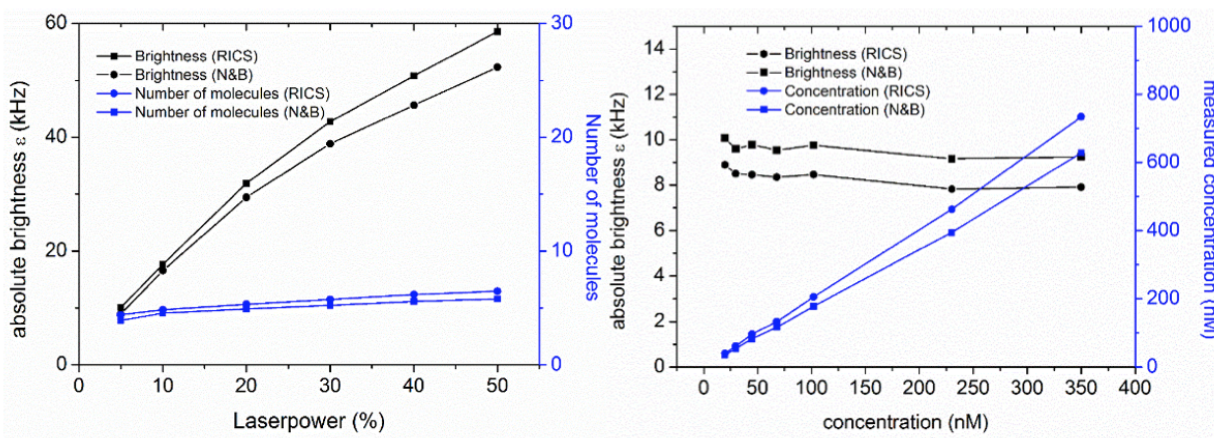 60
40
20
0
absolute brightness ε (kHz)
Brightness (RICS)
Brightness (N&B)
Number of molecules (RICS)
Number of molecules (N&B)
30
20
10
0
Number of molecules
0
10
20
30
40
50
Laserpower (%)
14
12
10
8
6
4
2
0
absolute brightness ε (kHz)
Brightness (RICS)
Brightness (N&B)
Concentration (RICS)
Concentration (N&B)
1000
800
600
400
200
0
measured concentration (nM)
0
50
100
150
200
250
300
350
400
concentration (nM)